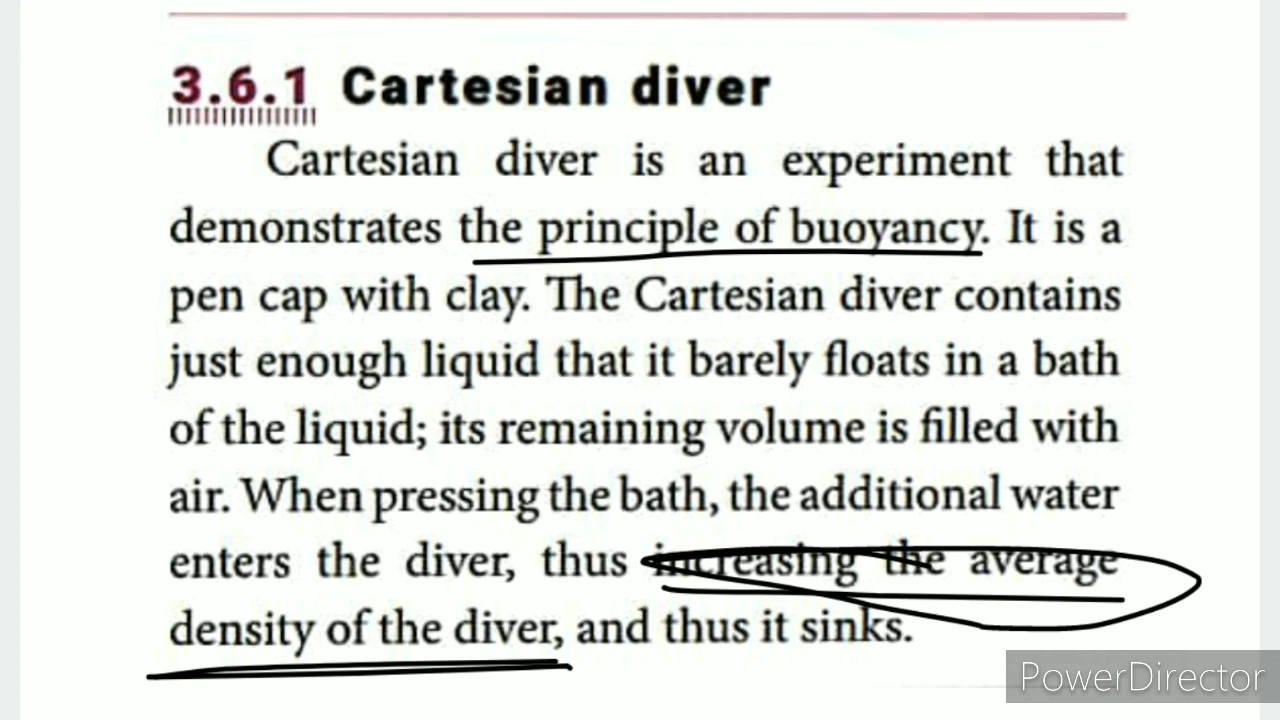 3.6.1 Cartesian diver
Cartesian diver is an experiment that
demonstrates the principle of buoyancy. It is a
pen cap with clay. The Cartesian diver contains
just enough liquid that it barely floats in a bath
of the liquid; its remaining volume is filled with
air. When pressing the bath, the additional water
enters the diver, thus increasing the average
density of the diver, and thus it sinks.
PowerDirector